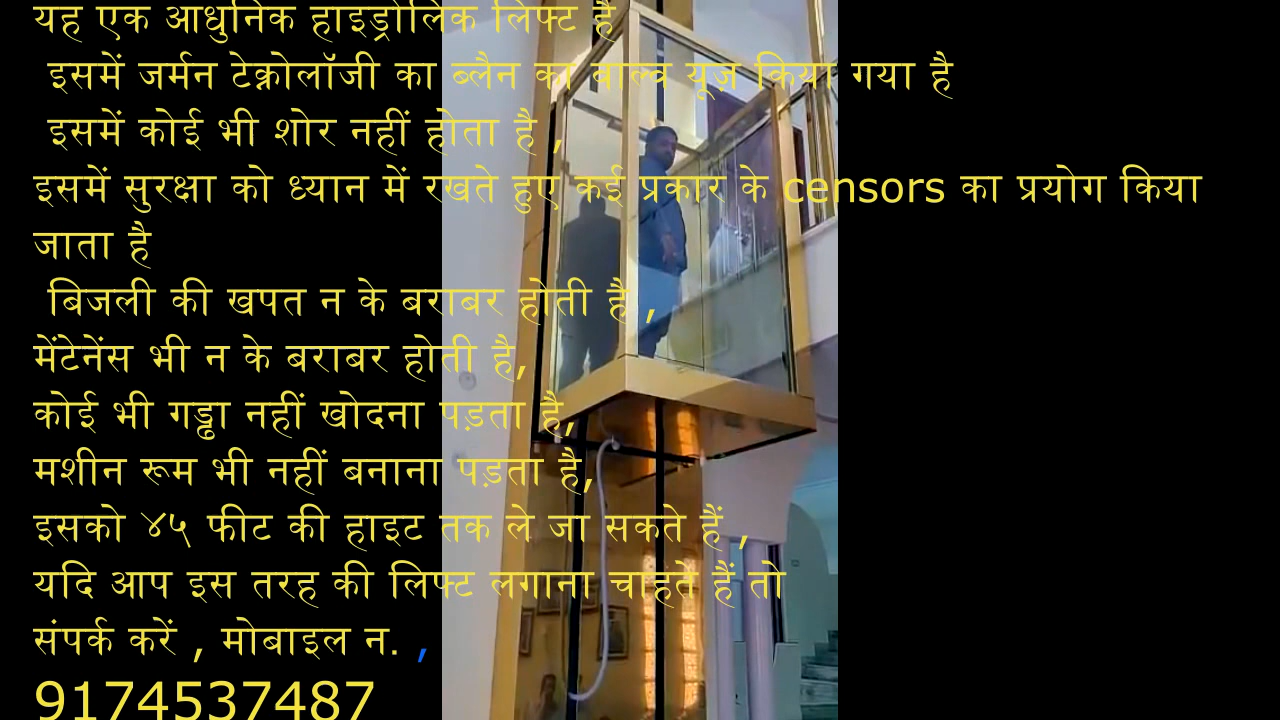 यह एक आधुनिक हाइड्रोलिक लिफ्ट है
इसमें जर्मन टेक्नोलॉजी का ब्लैन का वाल्व यूज़ किया गया है
इसमें कोई भी शोर नहीं होता है ,
इसमें सुरक्षा को ध्यान में रखते हुए कई प्रकार के censors का प्रयोग किया
जाता है
बिजली की खपत न के बराबर होती है ,
मेंटेनेंस भी न के बराबर होती है,
कोई भी गड्ढा नहीं खोदना पड़ता है,
मशीन रूम भी नहीं बनाना पड़ता है,
इसको ४५ फीट की हाइट तक ले जा सकते हैं ,
यदि आप इस तरह की लिफ्ट लगाना चाहते हैं तो
संपर्क करें , मोबाइल न. ,
9174537487